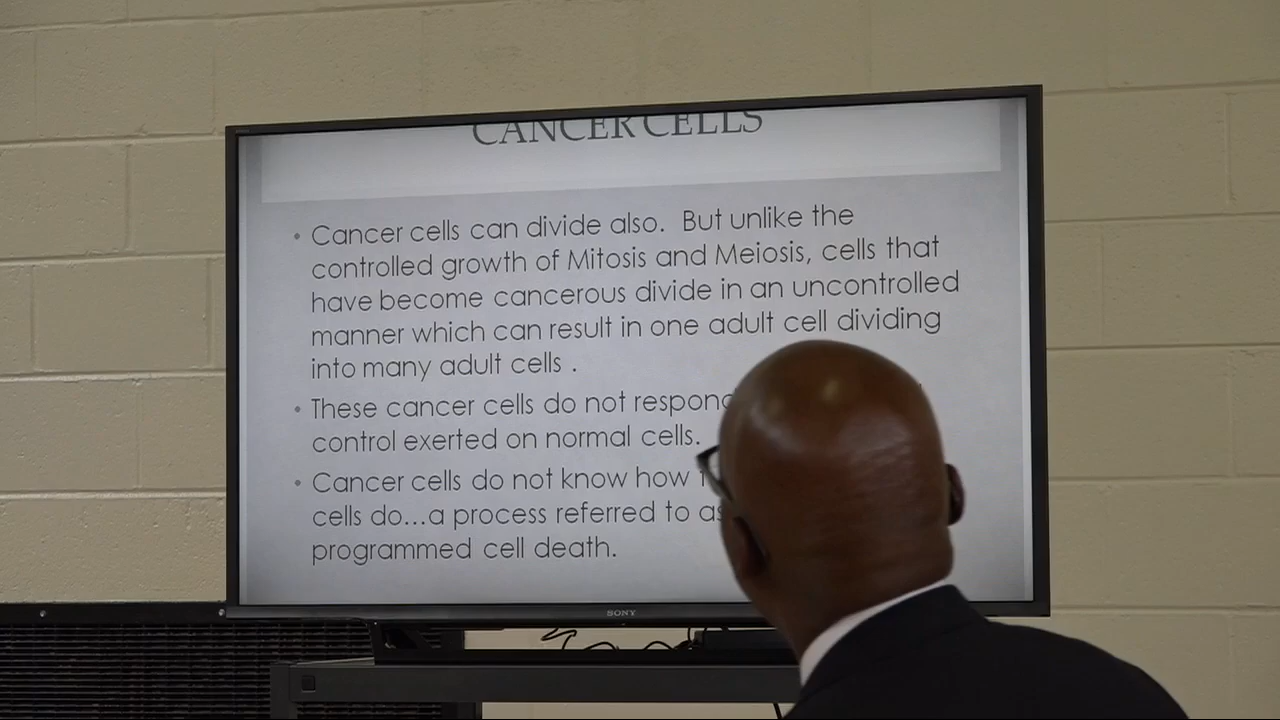 CANCER CELLS
• Cancer cells can divide also. But unlike the
controlled growth of Mitosis and Meiosis, cells that
have become cancerous divide in an uncontrolled
manner which can result in one adult cell dividing
into many adult cells .
• These cancer cells do not
control exerted on normal cells.
• Cancer cells do not know how
cells do...a process referred to as
programmed cell death.
SONY